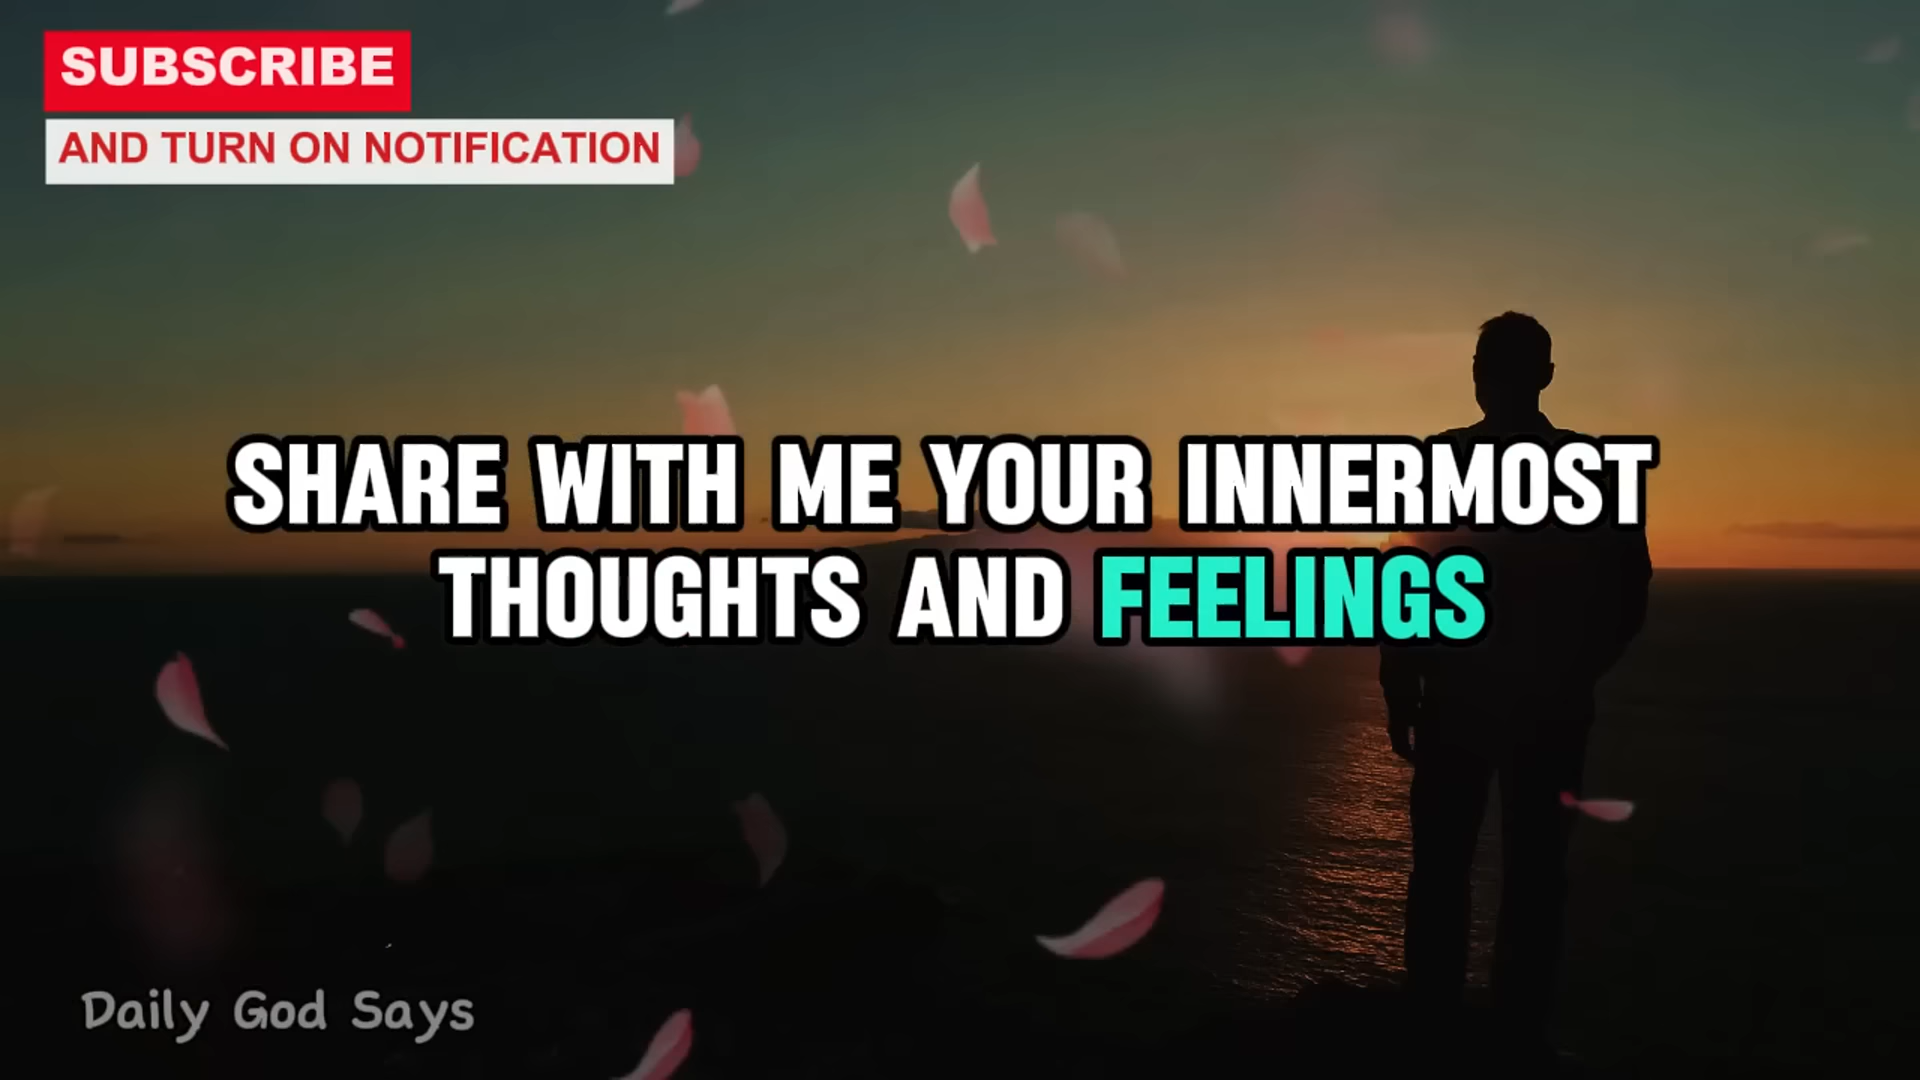 SUBSCRIBE
AND TURN ON NOTIFICATION
SHARE WITH ME YOUR INNERMOST
THOUGHTS AND FEELINGS
Daily God Says